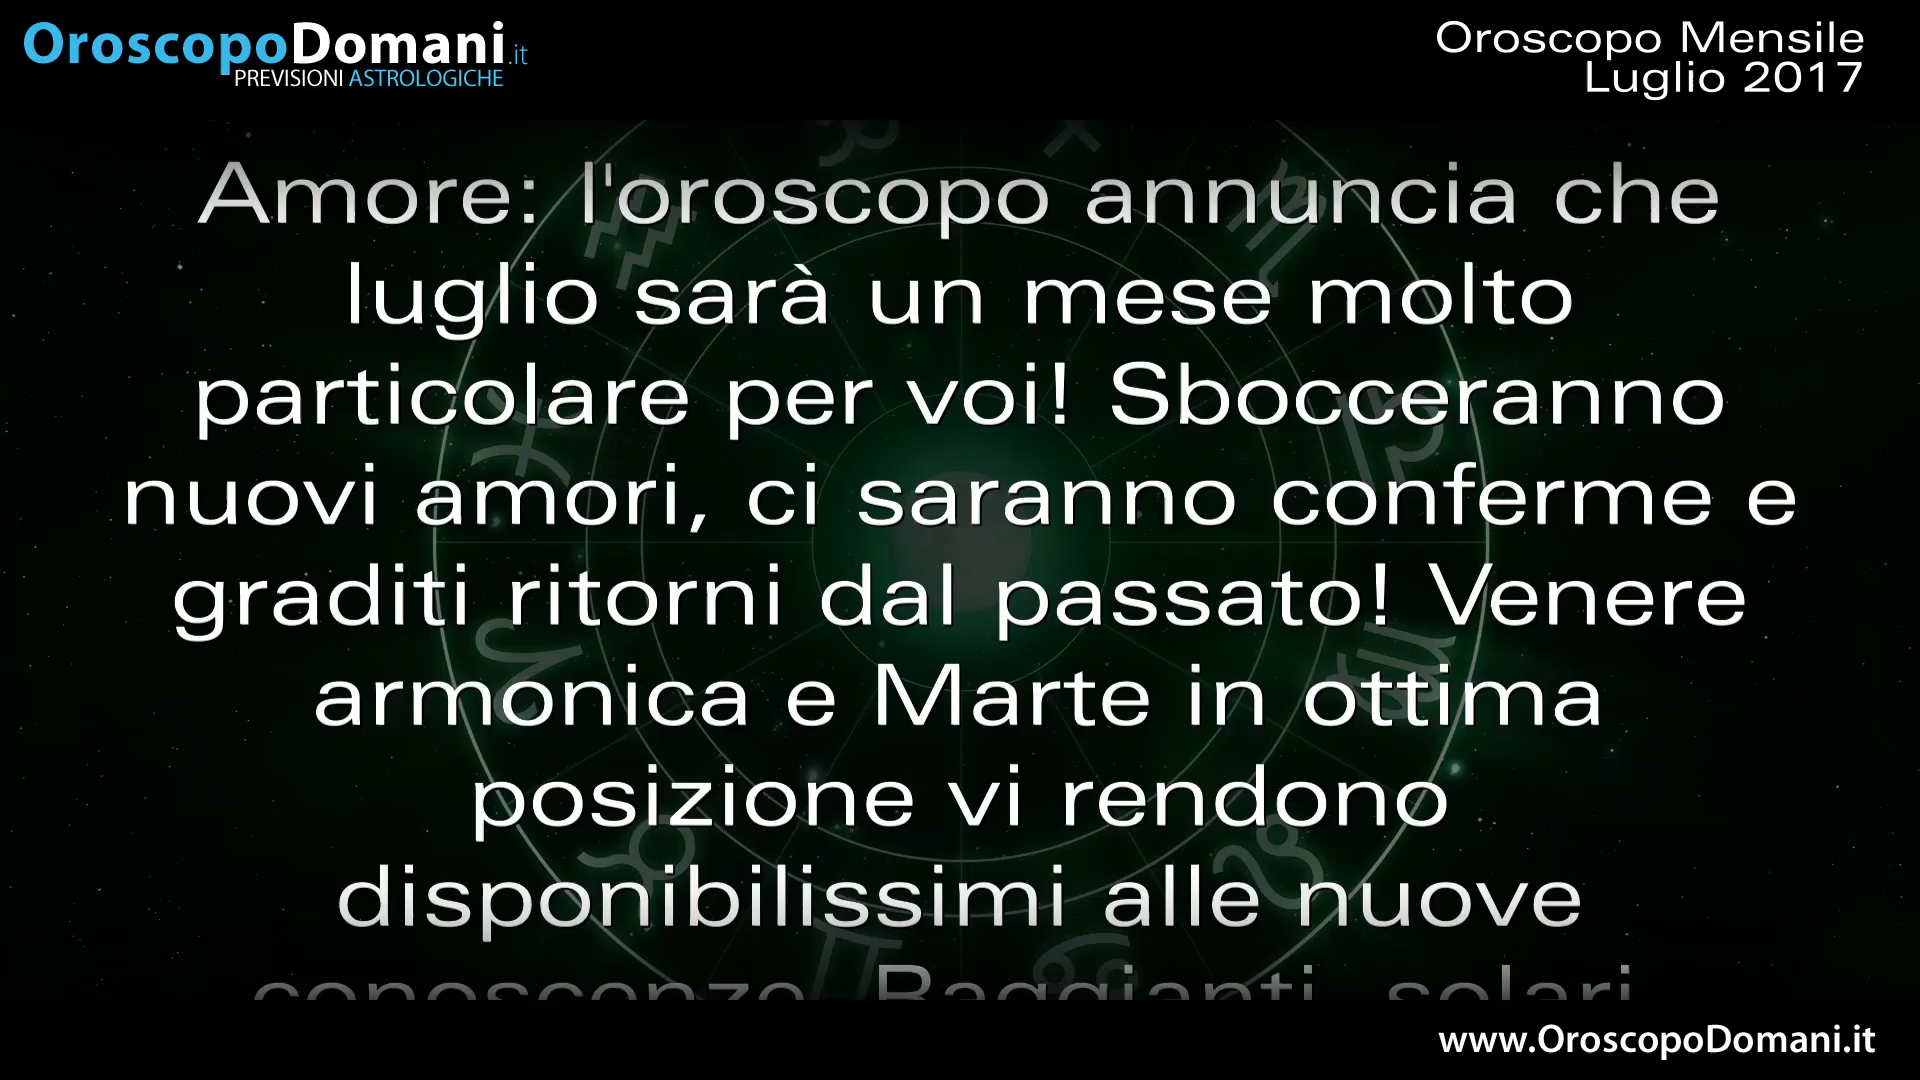 OroscopoDomani.it
PREVISIONI ASTROLOGICHE
Oroscopo Mensile
Luglio 2017
Amore: l'oroscopo annuncia che
luglio sarà un mese molto
particolare per voi! Sbocceranno
nuovi amori, ci saranno conferme e
graditi ritorni dal passato! Venere
armonica e Marte in ottima
posizione vi rendono
disponibilissimi alle nuove
conoscenze Raggianti, solari
www.OroscopoDomani.it